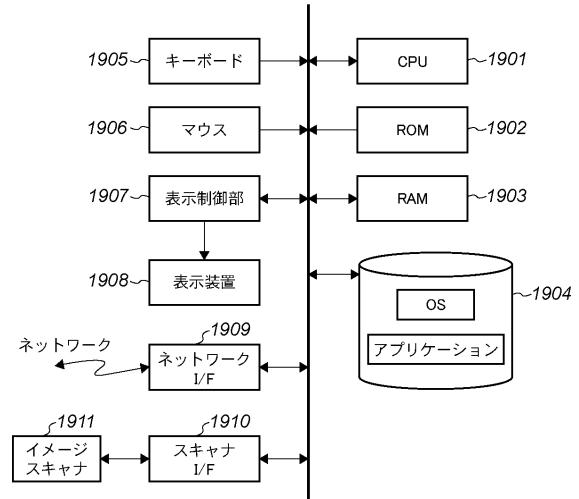 1905
キーボード
CPU
1901
1906
マウス
ROM
1902
1907
表示制御部
RAM
1903
1908
表示装置
1904
OS
アプリケーション
1909
ネットワーク
ネットワーク
I/F
1911
1910
イメージ
スキャナ
スキャナ
I/F